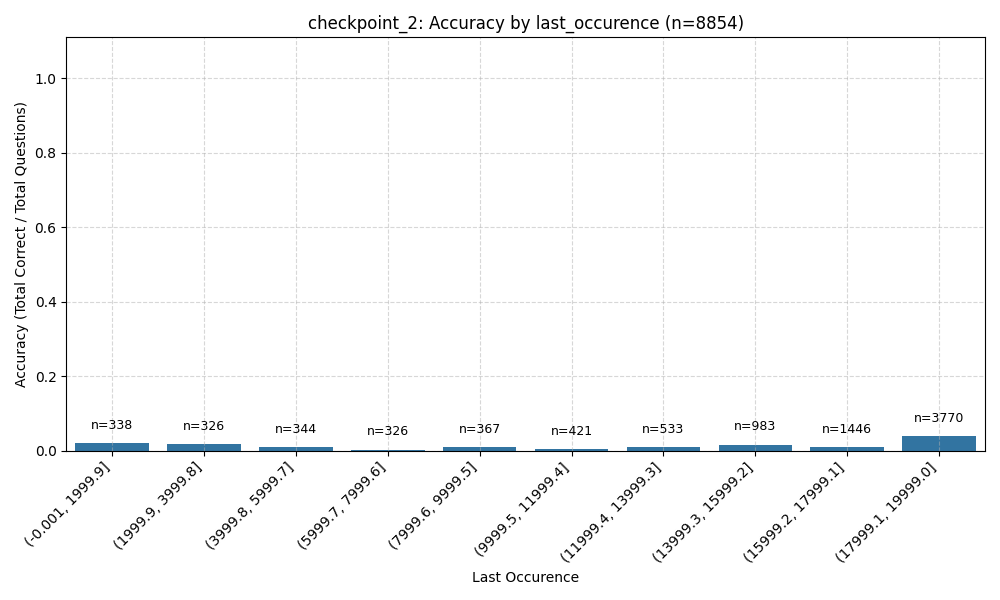 checkpoint_2: Accuracy by last_occurence (n=8854)
Accuracy (Total Correct / Total Questions)
1.0
0.8
0.6
0.4
0.2
0.0
n=338
n=326
n=344
n=326
n=367
n=421
n=533
n=983
n=1446
n=3770
(-0.001, 1999.9]
(1999.9, 3999.8]
(3999.8, 5999.7]
(5999.7, 7999.6]
(7999.6, 9999.5]
(9999.5, 11999.4]
(11999.4, 13999.3]
(13999.3, 15999.2]
(15999.2, 17999.1]
(17999.1, 19999.0]
Last Occurence